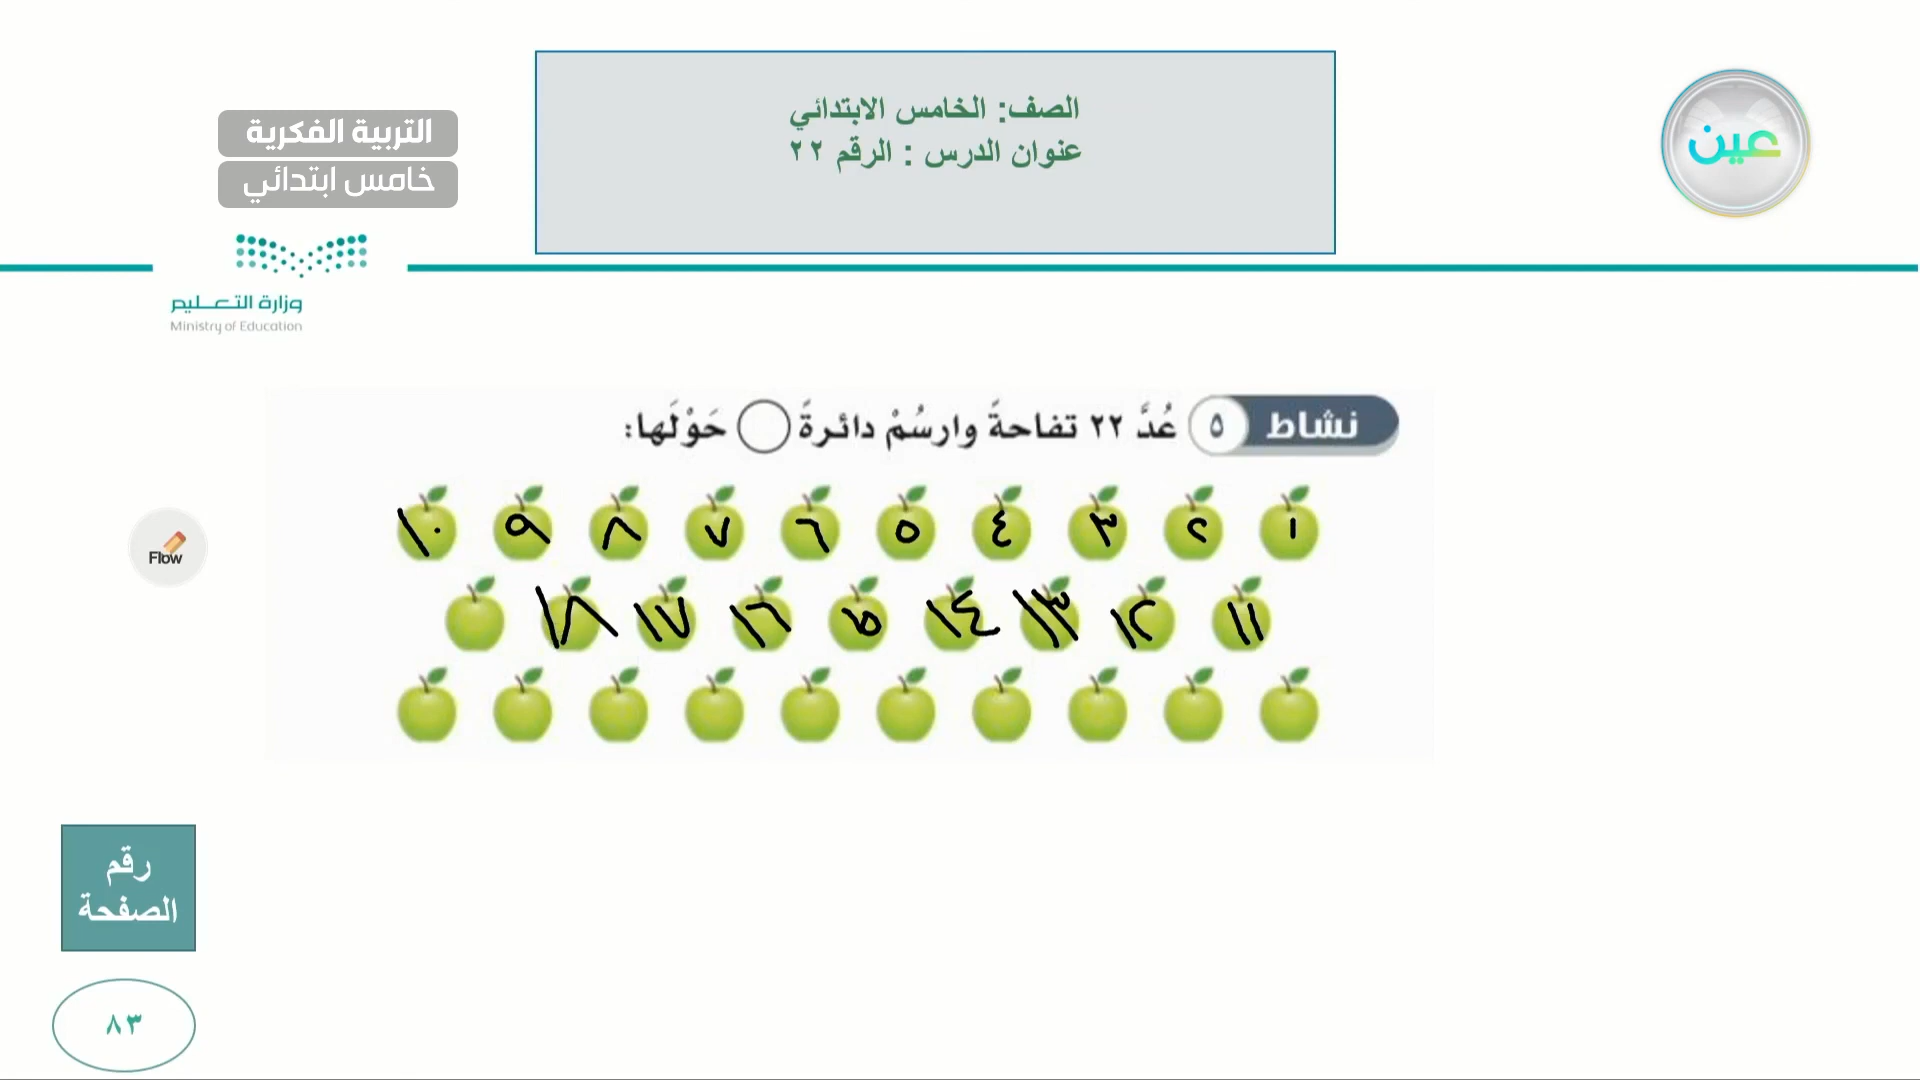 الصف: الخامس الابتدائي
عنوان الدرس : الرقم ٢٢
عين
التربية الفكرية
خامس ابتدائي
وزارة التعليم
Ministry of Education
نشاط ٥ عُدَّ ٢٢ تفاحةً وارسُمْ دائرةً حَوْلَها:
١ ٢ ٣ ٤ ٥ ٦ ٧ ٨ ٩ ١٠
١١ ١٢ ١٣ ١٤ ١٥ ١٦ ١٧ ١٨
Flow
رقم
الصفحة
٨٣